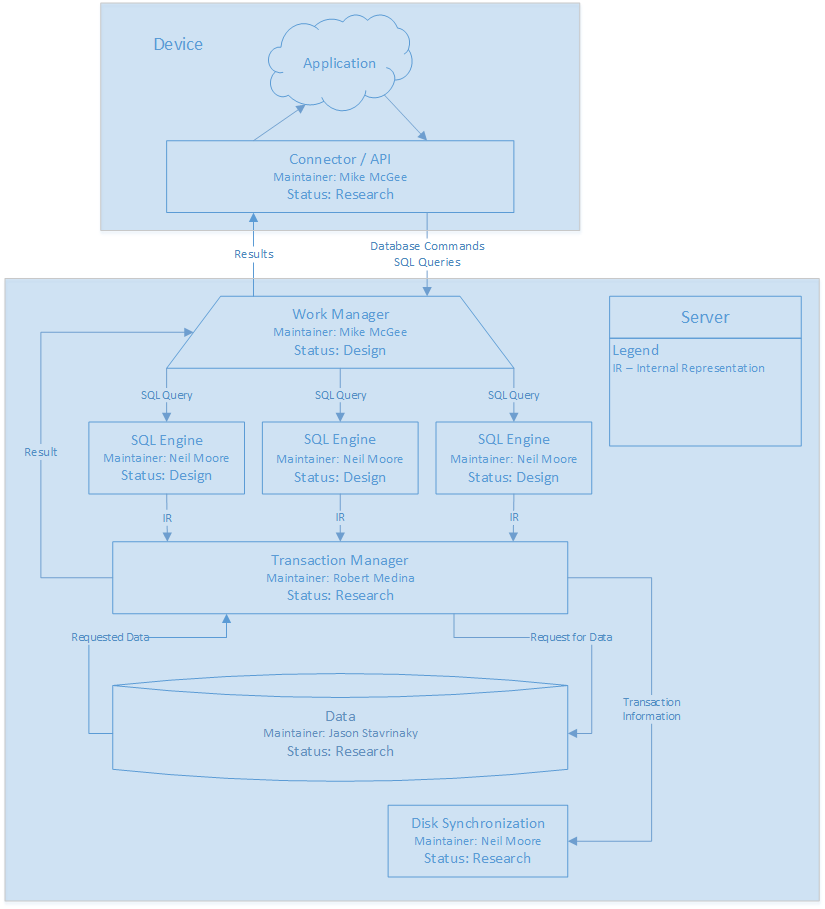 Device
Application
Connector / API
Maintainer: Mike McGee
Status: Research
Results
Database Commands
SQL Queries
Work Manager
Maintainer: Mike McGee
Status: Design
Server
Legend
IR – Internal Representation
SQL Query
SQL Query
SQL Query
SQL Engine
Maintainer: Neil Moore
Status: Design
SQL Engine
Maintainer: Neil Moore
Status: Design
SQL Engine
Maintainer: Neil Moore
Status: Design
Result
IR
IR
IR
Transaction Manager
Maintainer: Robert Medina
Status: Research
Requested Data
Request for Data
Transaction
Information
Data
Maintainer: Jason Stavrinaky
Status: Research
Disk Synchronization
Maintainer: Neil Moore
Status: Research